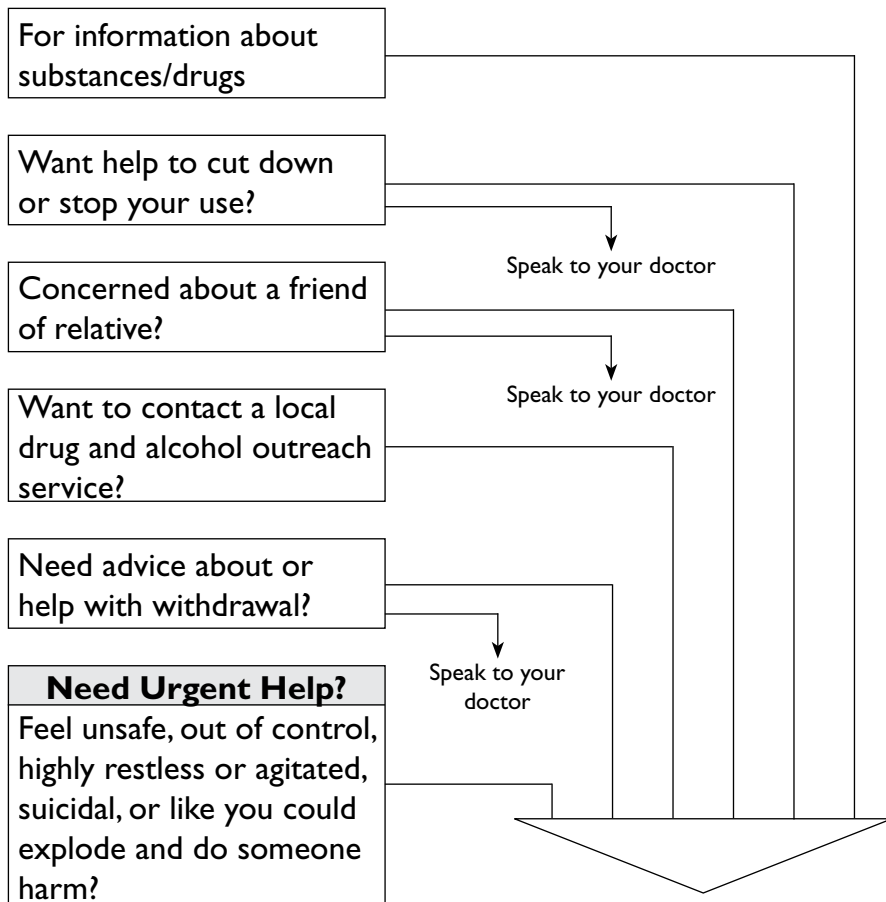 For information about
substances/drugs
Want help to cut down
or stop your use?
Speak to your doctor
Concerned about a friend
of relative?
Speak to your doctor
Want to contact a local
drug and alcohol outreach
service?
Need advice about or
help with withdrawal?
Speak to your
doctor
Need Urgent Help?
Feel unsafe, out of control,
highly restless or agitated,
suicidal, or like you could
explode and do someone
harm?